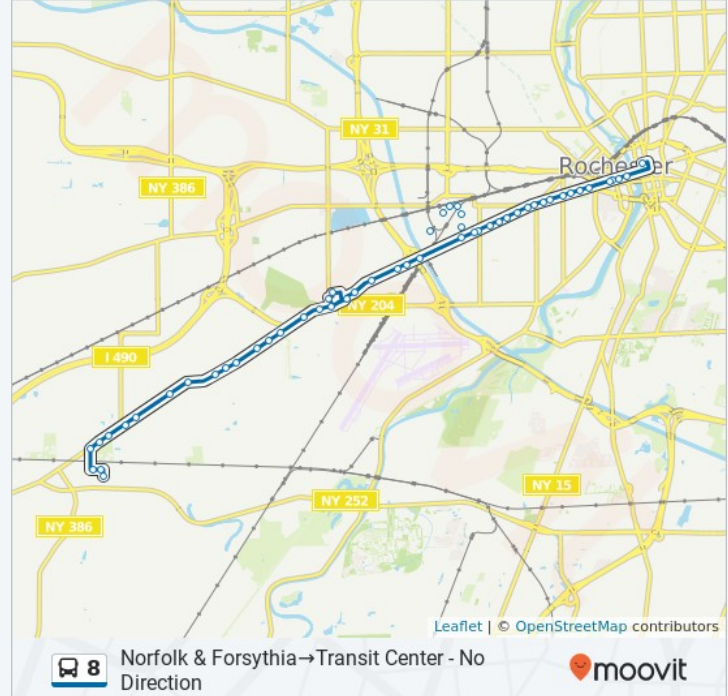 NY 31
Rochester
NY 386
NY 204
I 490
NY 252
NY 15
NY 386
Leaflet | © OpenStreetMap contributors
8 Norfolk & Forsythia→Transit Center - No
Direction
moovit